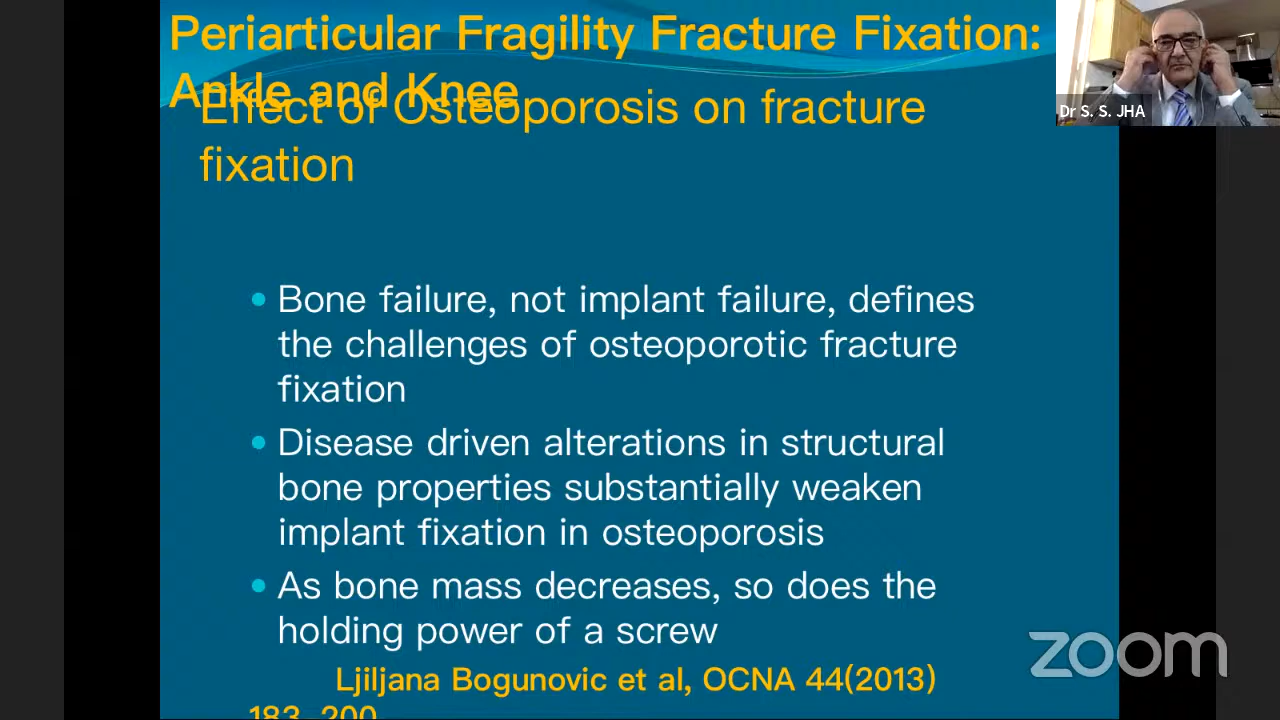 Periarticular Fragility Fracture Fixation:
Ankle and Knee
Effect of Osteoporosis on fracture
fixation
Dr S. S. JHA
• Bone failure, not implant failure, defines
the challenges of osteoporotic fracture
fixation
• Disease driven alterations in structural
bone properties substantially weaken
implant fixation in osteoporosis
• As bone mass decreases, so does the
holding power of a screw
Ljiljana Bogunovic et al, OCNA 44(2013)
183-200
zoom